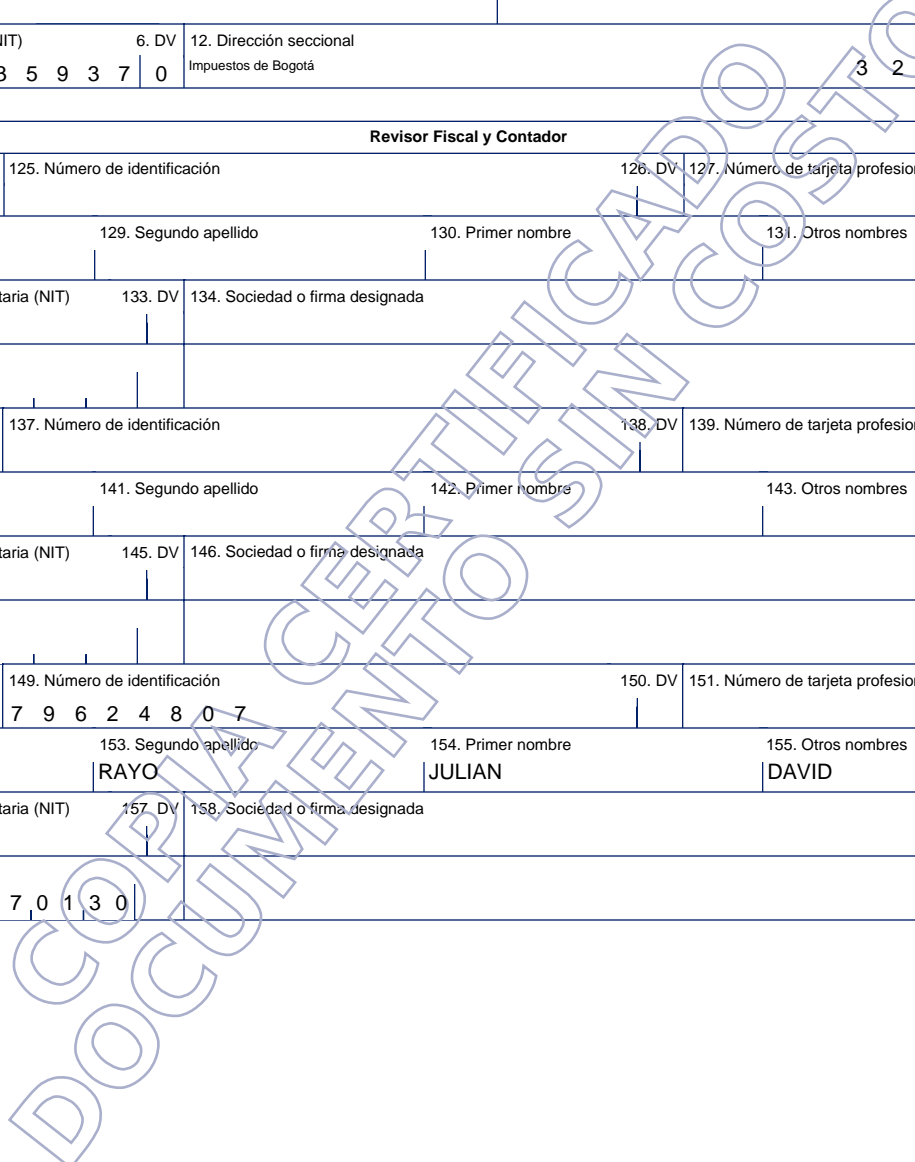 IIT) 6. DV 12. Dirección seccional
3 5 9 3 7 0 Impuestos de Bogotá 3 2
Revisor Fiscal y Contador
125. Número de identificación 126. DV 127. Número de tarjeta profesion
129. Segundo apellido 130. Primer nombre 131. Otros nombres
taria (NIT) 133. DV 134. Sociedad o firma designada
137. Número de identificación 138. DV 139. Número de tarjeta profesion
141. Segundo apellido 142. Primer nombre 143. Otros nombres
taria (NIT) 145. DV 146. Sociedad o firma designada
149. Número de identificación 150. DV 151. Número de tarjeta profesion
7 9 6 2 4 8 0 7
153. Segundo apellido 154. Primer nombre 155. Otros nombres
RAYO JULIAN DAVID
taria (NIT) 157. DV 158. Sociedad o firma designada
7 0 1 3 0
COPIA CERTIFICADO
DOCUMENTO SIN COSTO